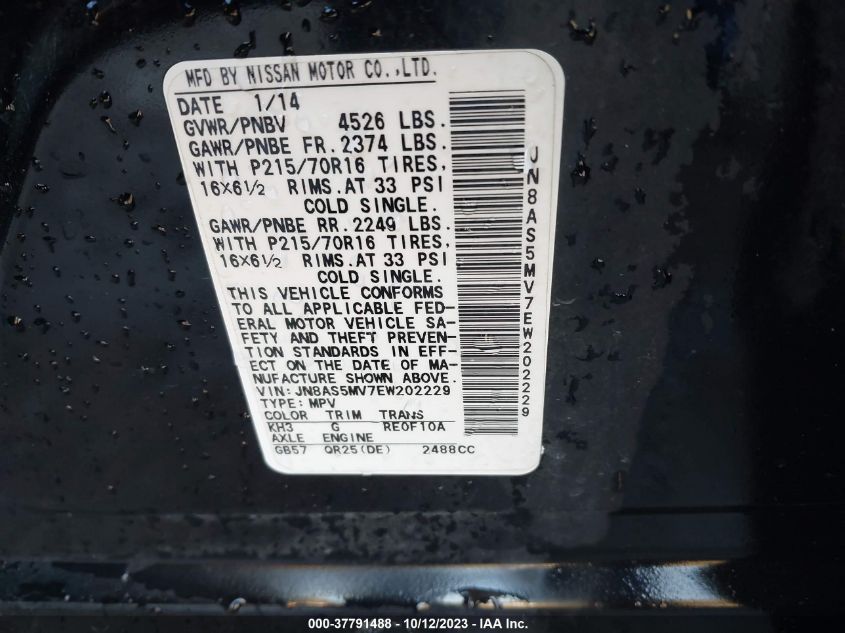 MFD BY NISSAN MOTOR CO.,LTD.
DATE 1/14
GVWR/PNBV 4526 LBS.
GAWR/PNBE FR. 2374 LBS.
WITH P215/70R16 TIRES,
16X6½ RIMS.AT 33 PSI
COLD SINGLE.
GAWR/PNBE RR. 2249 LBS.
WITH P215/70R16 TIRES,
16X6½ RIMS.AT 33 PSI
COLD SINGLE.
THIS VEHICLE CONFORMS
TO ALL APPLICABLE FED-
ERAL MOTOR VEHICLE SA-
FETY AND THEFT PREVEN-
TION STANDARDS IN EFF-
ECT ON THE DATE OF MA-
NUFACTURE SHOWN ABOVE.
VIN: JN8AS5MV7EW202229
TYPE: MPV
COLOR TRIM TRANS
KH3 G RE0F10A
AXLE ENGINE
GB57 QR25(DE) 2488CC
JN8AS5MV7EW202229
000-37791488 - 10/12/2023 - IAA Inc.